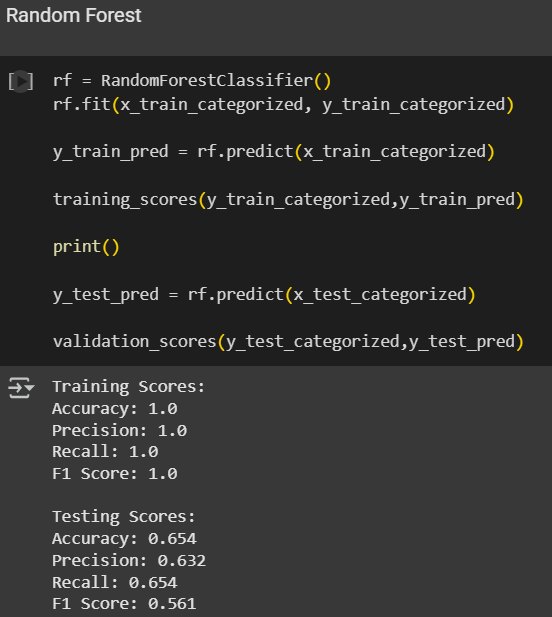 Random Forest
rf = RandomForestClassifier()
rf.fit(x_train_categorized, y_train_categorized)
y_train_pred = rf.predict(x_train_categorized)
training_scores(y_train_categorized,y_train_pred)
print()
y_test_pred = rf.predict(x_test_categorized)
validation_scores(y_test_categorized,y_test_pred)
Training Scores:
Accuracy: 1.0
Precision: 1.0
Recall: 1.0
F1 Score: 1.0
Testing Scores:
Accuracy: 0.654
Precision: 0.632
Recall: 0.654
F1 Score: 0.561